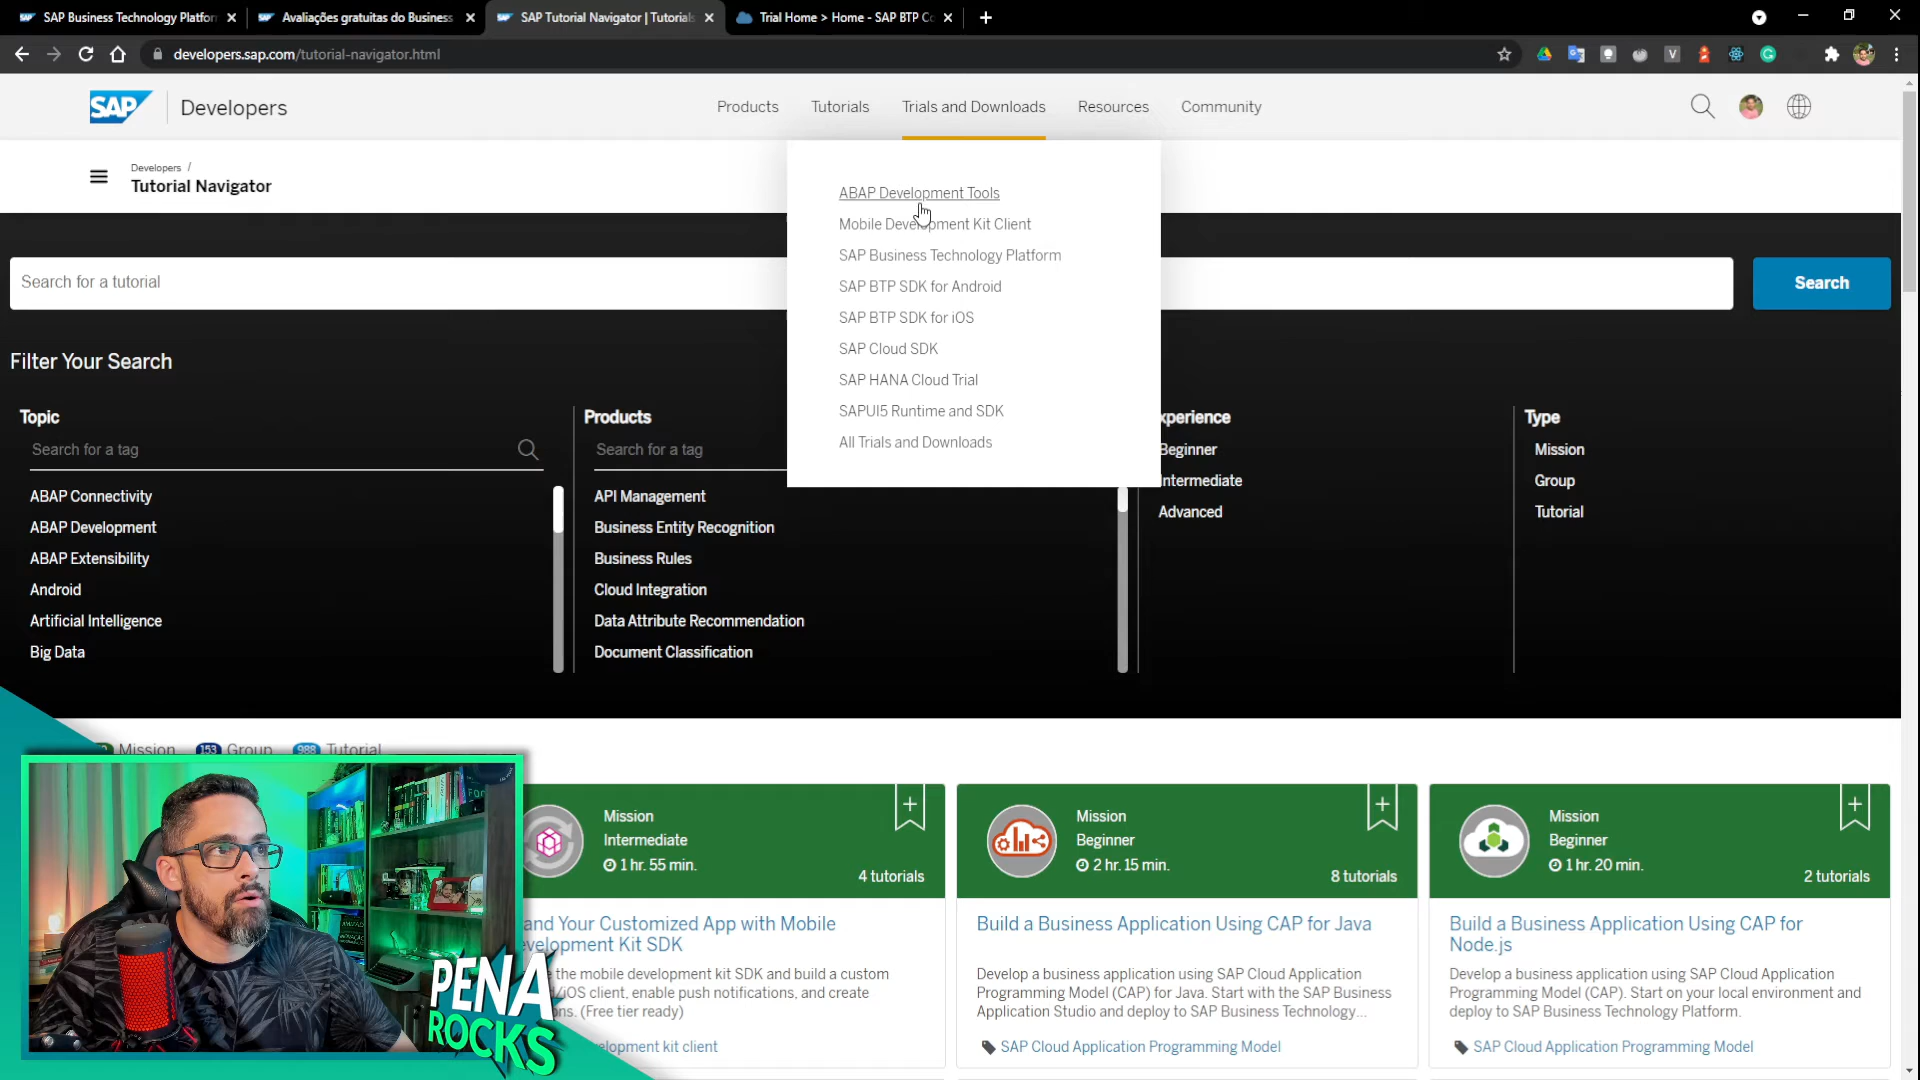 SAP Business Technology Platfor
Avaliações gratuitas do Business
SAP Tutorial Navigator | Tutorials
Trial Home > Home - SAP BTP Co
developers.sap.com/tutorial-navigator.html
SAP Developers
Products Tutorials Trials and Downloads Resources Community
Developers /
Tutorial Navigator
ABAP Development Tools
Mobile Development Kit Client
SAP Business Technology Platform
SAP BTP SDK for Android
SAP BTP SDK for iOS
SAP Cloud SDK
SAP HANA Cloud Trial
SAPUI5 Runtime and SDK
All Trials and Downloads
Search for a tutorial
Search
Filter Your Search
Topic
Search for a tag
ABAP Connectivity
ABAP Development
ABAP Extensibility
Android
Artificial Intelligence
Big Data
Products
Search for a tag
API Management
Business Entity Recognition
Business Rules
Cloud Integration
Data Attribute Recommendation
Document Classification
xperience
Beginner
Intermediate
Advanced
Type
Mission
Group
Tutorial
Mission 153 Group 988 Tutorial
Mission
Intermediate
1 hr. 55 min.
4 tutorials
and Your Customized App with Mobile
velopment Kit SDK
e the mobile development kit SDK and build a custom
/iOS client, enable push notifications, and create
ons. (Free tier ready)
elopment kit client
Mission
Beginner
2 hr. 15 min.
8 tutorials
Build a Business Application Using CAP for Java
Develop a business application using SAP Cloud Application
Programming Model (CAP) for Java. Start with the SAP Business
Application Studio and deploy to SAP Business Technology...
SAP Cloud Application Programming Model
Mission
Beginner
1 hr. 20 min.
2 tutorials
Build a Business Application Using CAP for
Node.js
Develop a business application using SAP Cloud Application
Programming Model (CAP). Start on your local environment and
deploy to SAP Business Technology Platform.
SAP Cloud Application Programming Model
PENA
ROCKS